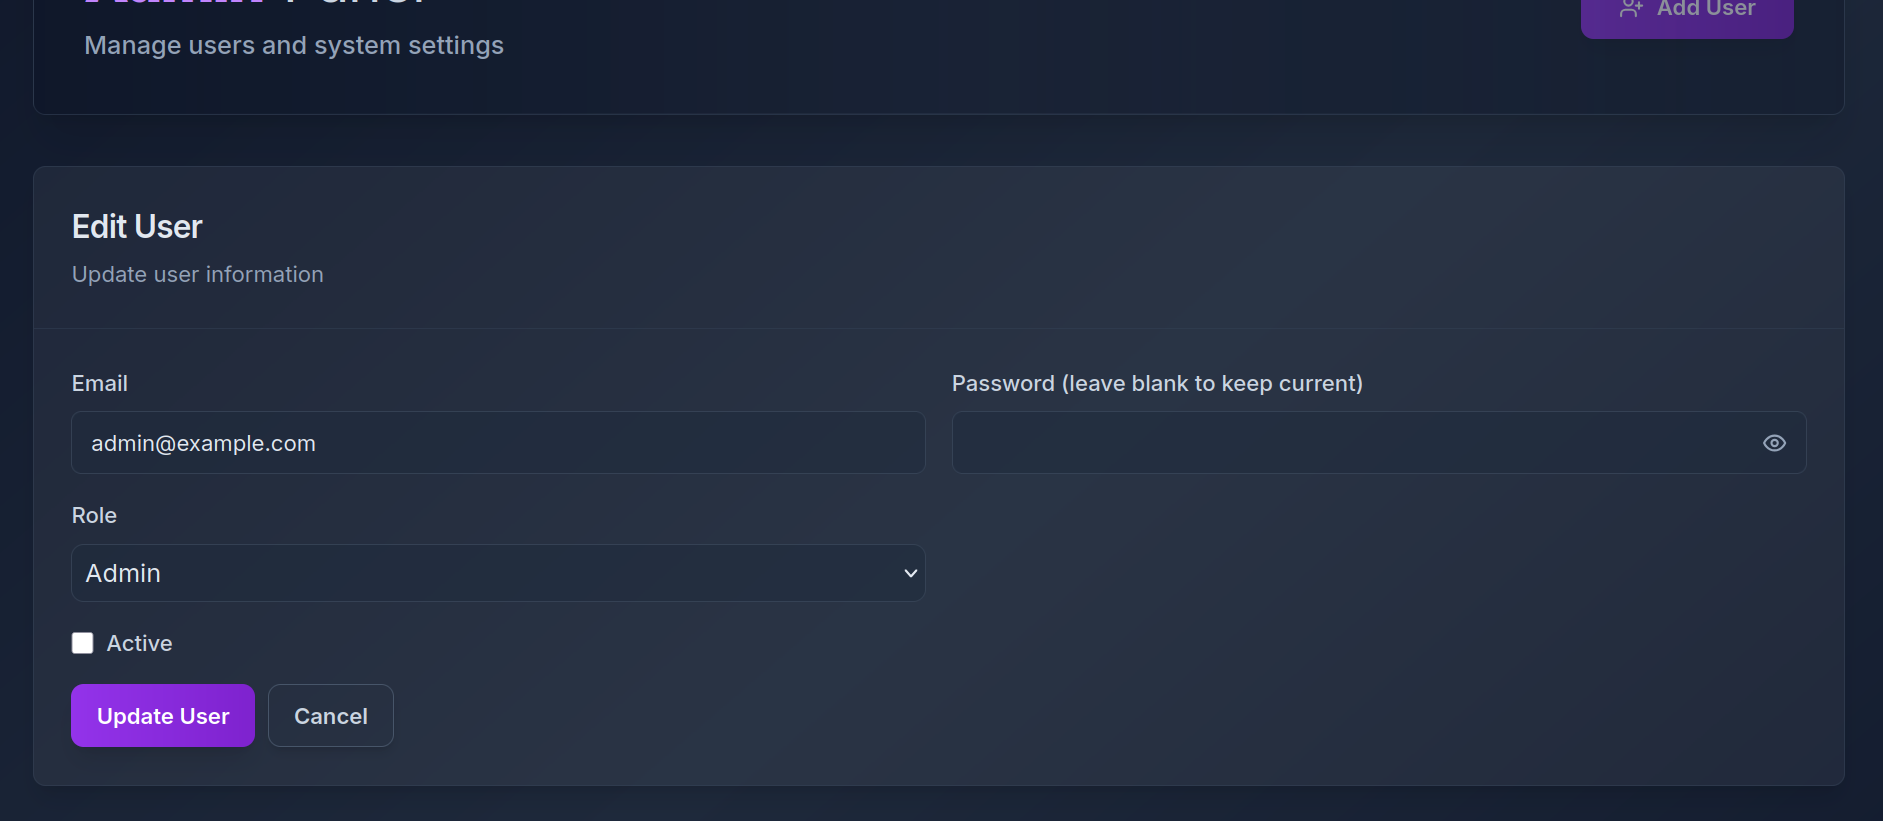 Add User
Manage users and system settings
Edit User
Update user information
Email
Password (leave blank to keep current)
admin@example.com
Role
Admin
Active
Update User
Cancel